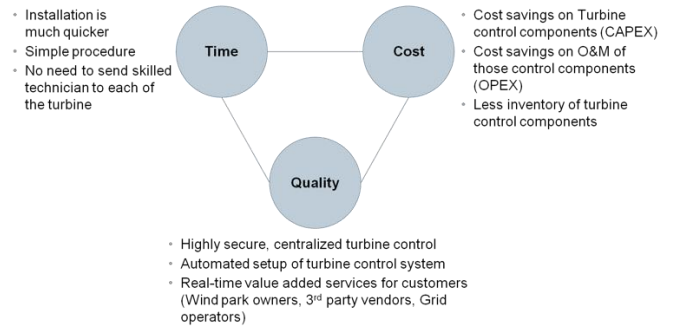 • Installation is
much quicker
• Simple procedure
• No need to send skilled
technician to each of
the turbine
Time
Cost
• Cost savings on Turbine
control components (CAPEX)
• Cost savings on O&M of
those control components
(OPEX)
• Less inventory of turbine
control components
Quality
• Highly secure, centralized turbine control
• Automated setup of turbine control system
• Real-time value added services for customers
(Wind park owners, 3rd party vendors, Grid
operators)